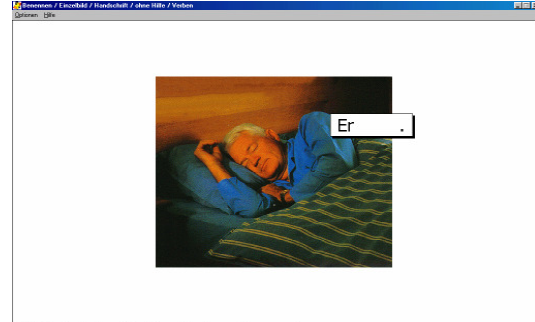 Benennen / Einzelbild / Handschrift / ohne Hilfe / Verben
Optionen Hilfe
Er .